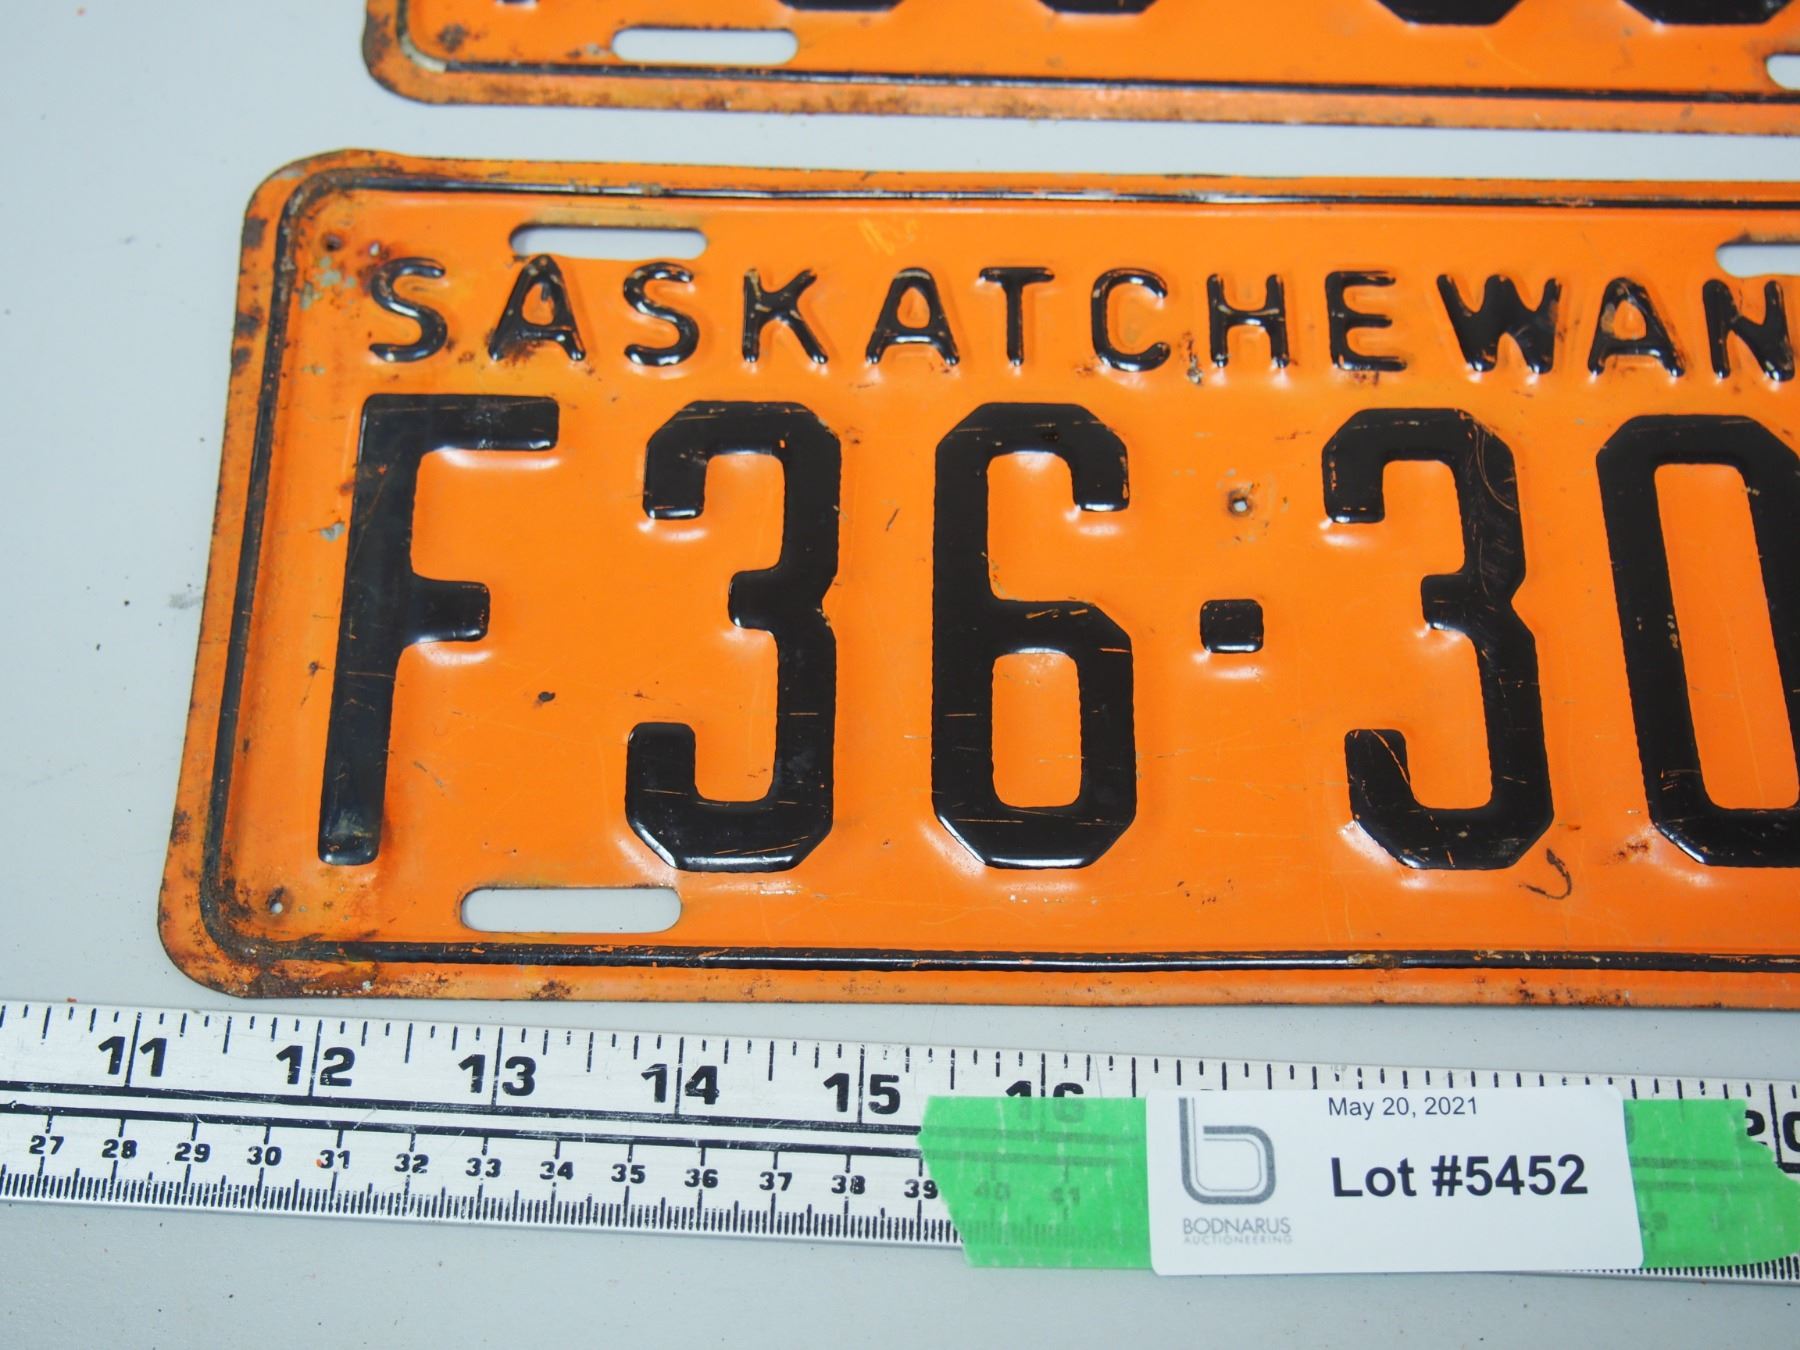 SASKATCHEWAN
F36·30
11 12 13 14 15 16 20
27 28 29 30 31 32 33 34 35 36 37 38 39 40 41
May 20, 2021
Lot #5452
BODNARUS
AUCTIONEERING